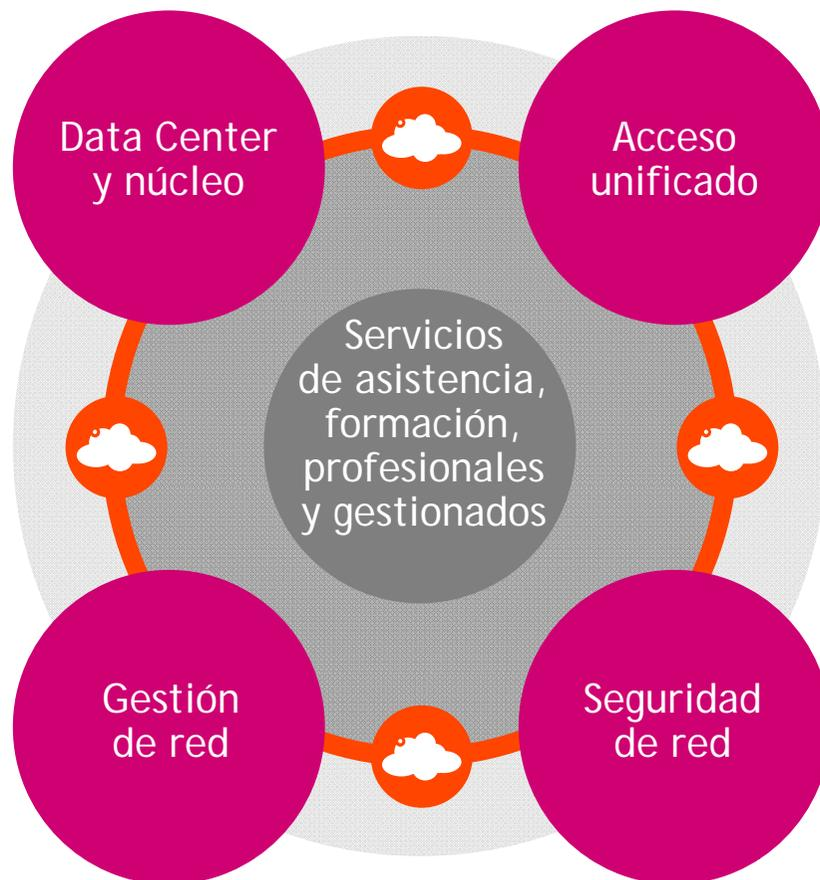 Data Center
y núcleo
Acceso
unificado
Servicios
de asistencia,
formación,
profesionales
y gestionados
Gestión
de red
Seguridad
de red